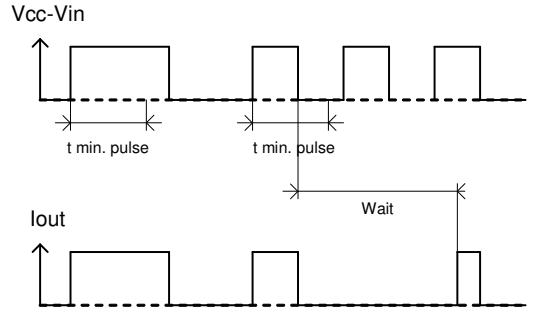 Vcc-Vin
t min. pulse
t min. pulse
Wait
Iout